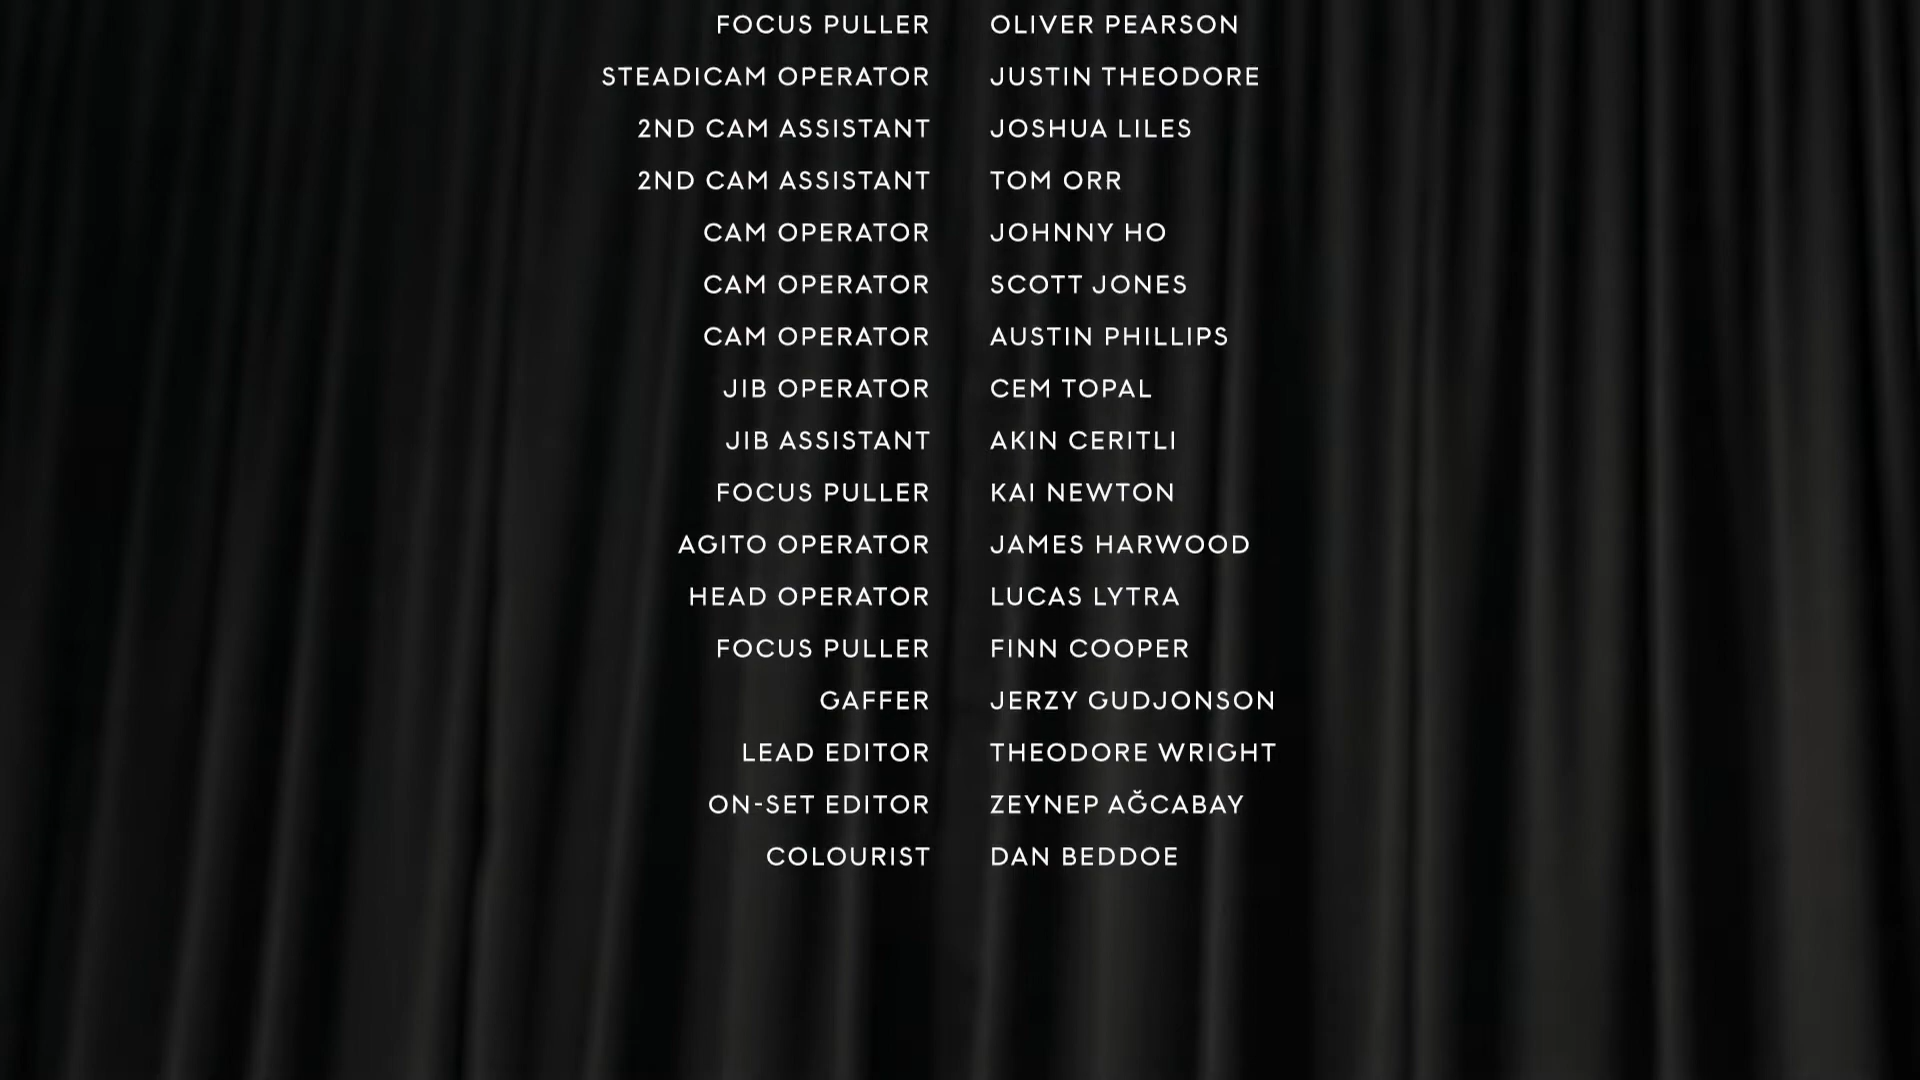 FOCUS PULLER OLIVER PEARSON
STEADICAM OPERATOR JUSTIN THEODORE
2ND CAM ASSISTANT JOSHUA LILES
2ND CAM ASSISTANT TOM ORR
CAM OPERATOR JOHNNY HO
CAM OPERATOR SCOTT JONES
CAM OPERATOR AUSTIN PHILLIPS
JIB OPERATOR CEM TOPAL
JIB ASSISTANT AKIN CERITLI
FOCUS PULLER KAI NEWTON
AGITO OPERATOR JAMES HARWOOD
HEAD OPERATOR LUCAS LYTRA
FOCUS PULLER FINN COOPER
GAFFER JERZY GUDJONSON
LEAD EDITOR THEODORE WRIGHT
ON-SET EDITOR ZEYNEP AĞCABAY
COLOURIST DAN BEDDOE